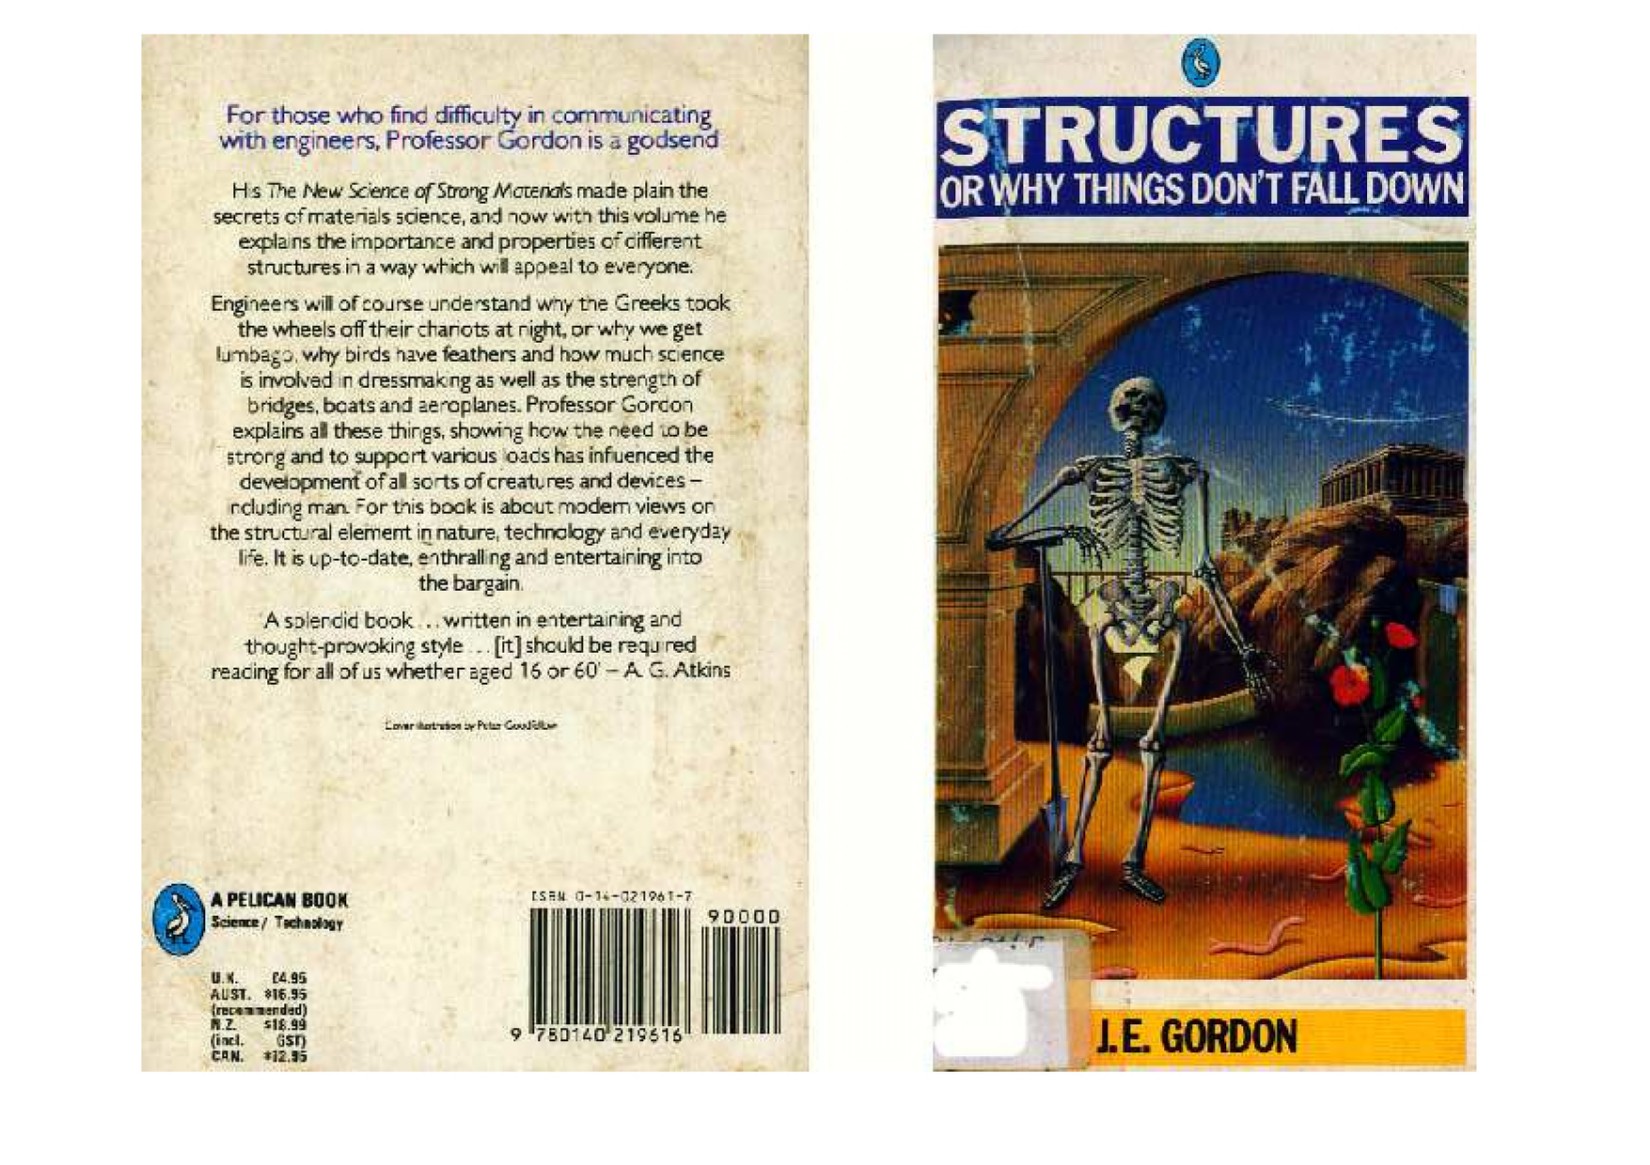 For those who find difficulty in communicating
with engineers, Professor Gordon is a godsend
His The New Science of Strong Materials made plain the
secrets of materials science, and now with this volume he
explains the importance and properties of different
structures in a way which will appeal to everyone.
Engineers will of course understand why the Greeks took
the wheels off their chariots at night, or why we get
lumbago, why birds have feathers and how much science
is involved in dressmaking as well as the strength of
bridges, boats and aeroplanes. Professor Gordon
explains all these things, showing how the need to be
strong and to support various loads has influenced the
development of all sorts of creatures and devices –
including man. For this book is about modern views on
the structural element in nature, technology and everyday
life. It is up-to-date, enthralling and entertaining into
the bargain.
'A splendid book . . . written in entertaining and
thought-provoking style . . . [it] should be required
reading for all of us whether aged 16 or 60' – A. G. Atkins
Cover illustration by Peter Goodfellow
A PELICAN BOOK
Science / Technology
U.K. £4.95
AUST. $16.95
(recommended)
N.Z. $18.99
(incl. GST)
CAN. $12.95
ISBN 0-14-021961-7
90000
9 780140 219616
STRUCTURES
OR WHY THINGS DON'T FALL DOWN
J.E. GORDON